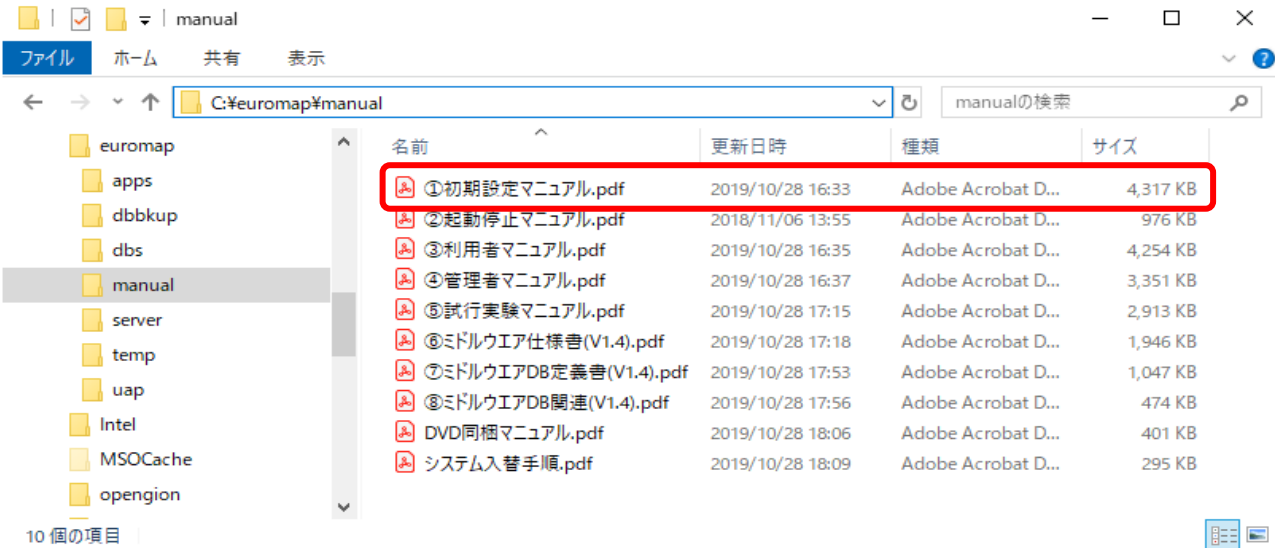 manual
ファイル ホーム 共有 表示
C:¥euromap¥manual manualの検索
euromap
apps
dbbkup
dbs
manual
server
temp
uap
Intel
MSOCache
opengion
名前 更新日時 種類 サイズ
①初期設定マニュアル.pdf 2019/10/28 16:33 Adobe Acrobat D... 4,317 KB
②起動停止マニュアル.pdf 2018/11/06 13:55 Adobe Acrobat D... 976 KB
③利用者マニュアル.pdf 2019/10/28 16:35 Adobe Acrobat D... 4,254 KB
④管理者マニュアル.pdf 2019/10/28 16:37 Adobe Acrobat D... 3,351 KB
⑤試行実験マニュアル.pdf 2019/10/28 17:15 Adobe Acrobat D... 2,913 KB
⑥ミドルウエア仕様書(V1.4).pdf 2019/10/28 17:18 Adobe Acrobat D... 1,946 KB
⑦ミドルウエアDB定義書(V1.4).pdf 2019/10/28 17:53 Adobe Acrobat D... 1,047 KB
⑧ミドルウエアDB関連(V1.4).pdf 2019/10/28 17:56 Adobe Acrobat D... 474 KB
DVD同梱マニュアル.pdf 2019/10/28 18:06 Adobe Acrobat D... 401 KB
システム入替手順.pdf 2019/10/28 18:09 Adobe Acrobat D... 295 KB
10 個の項目